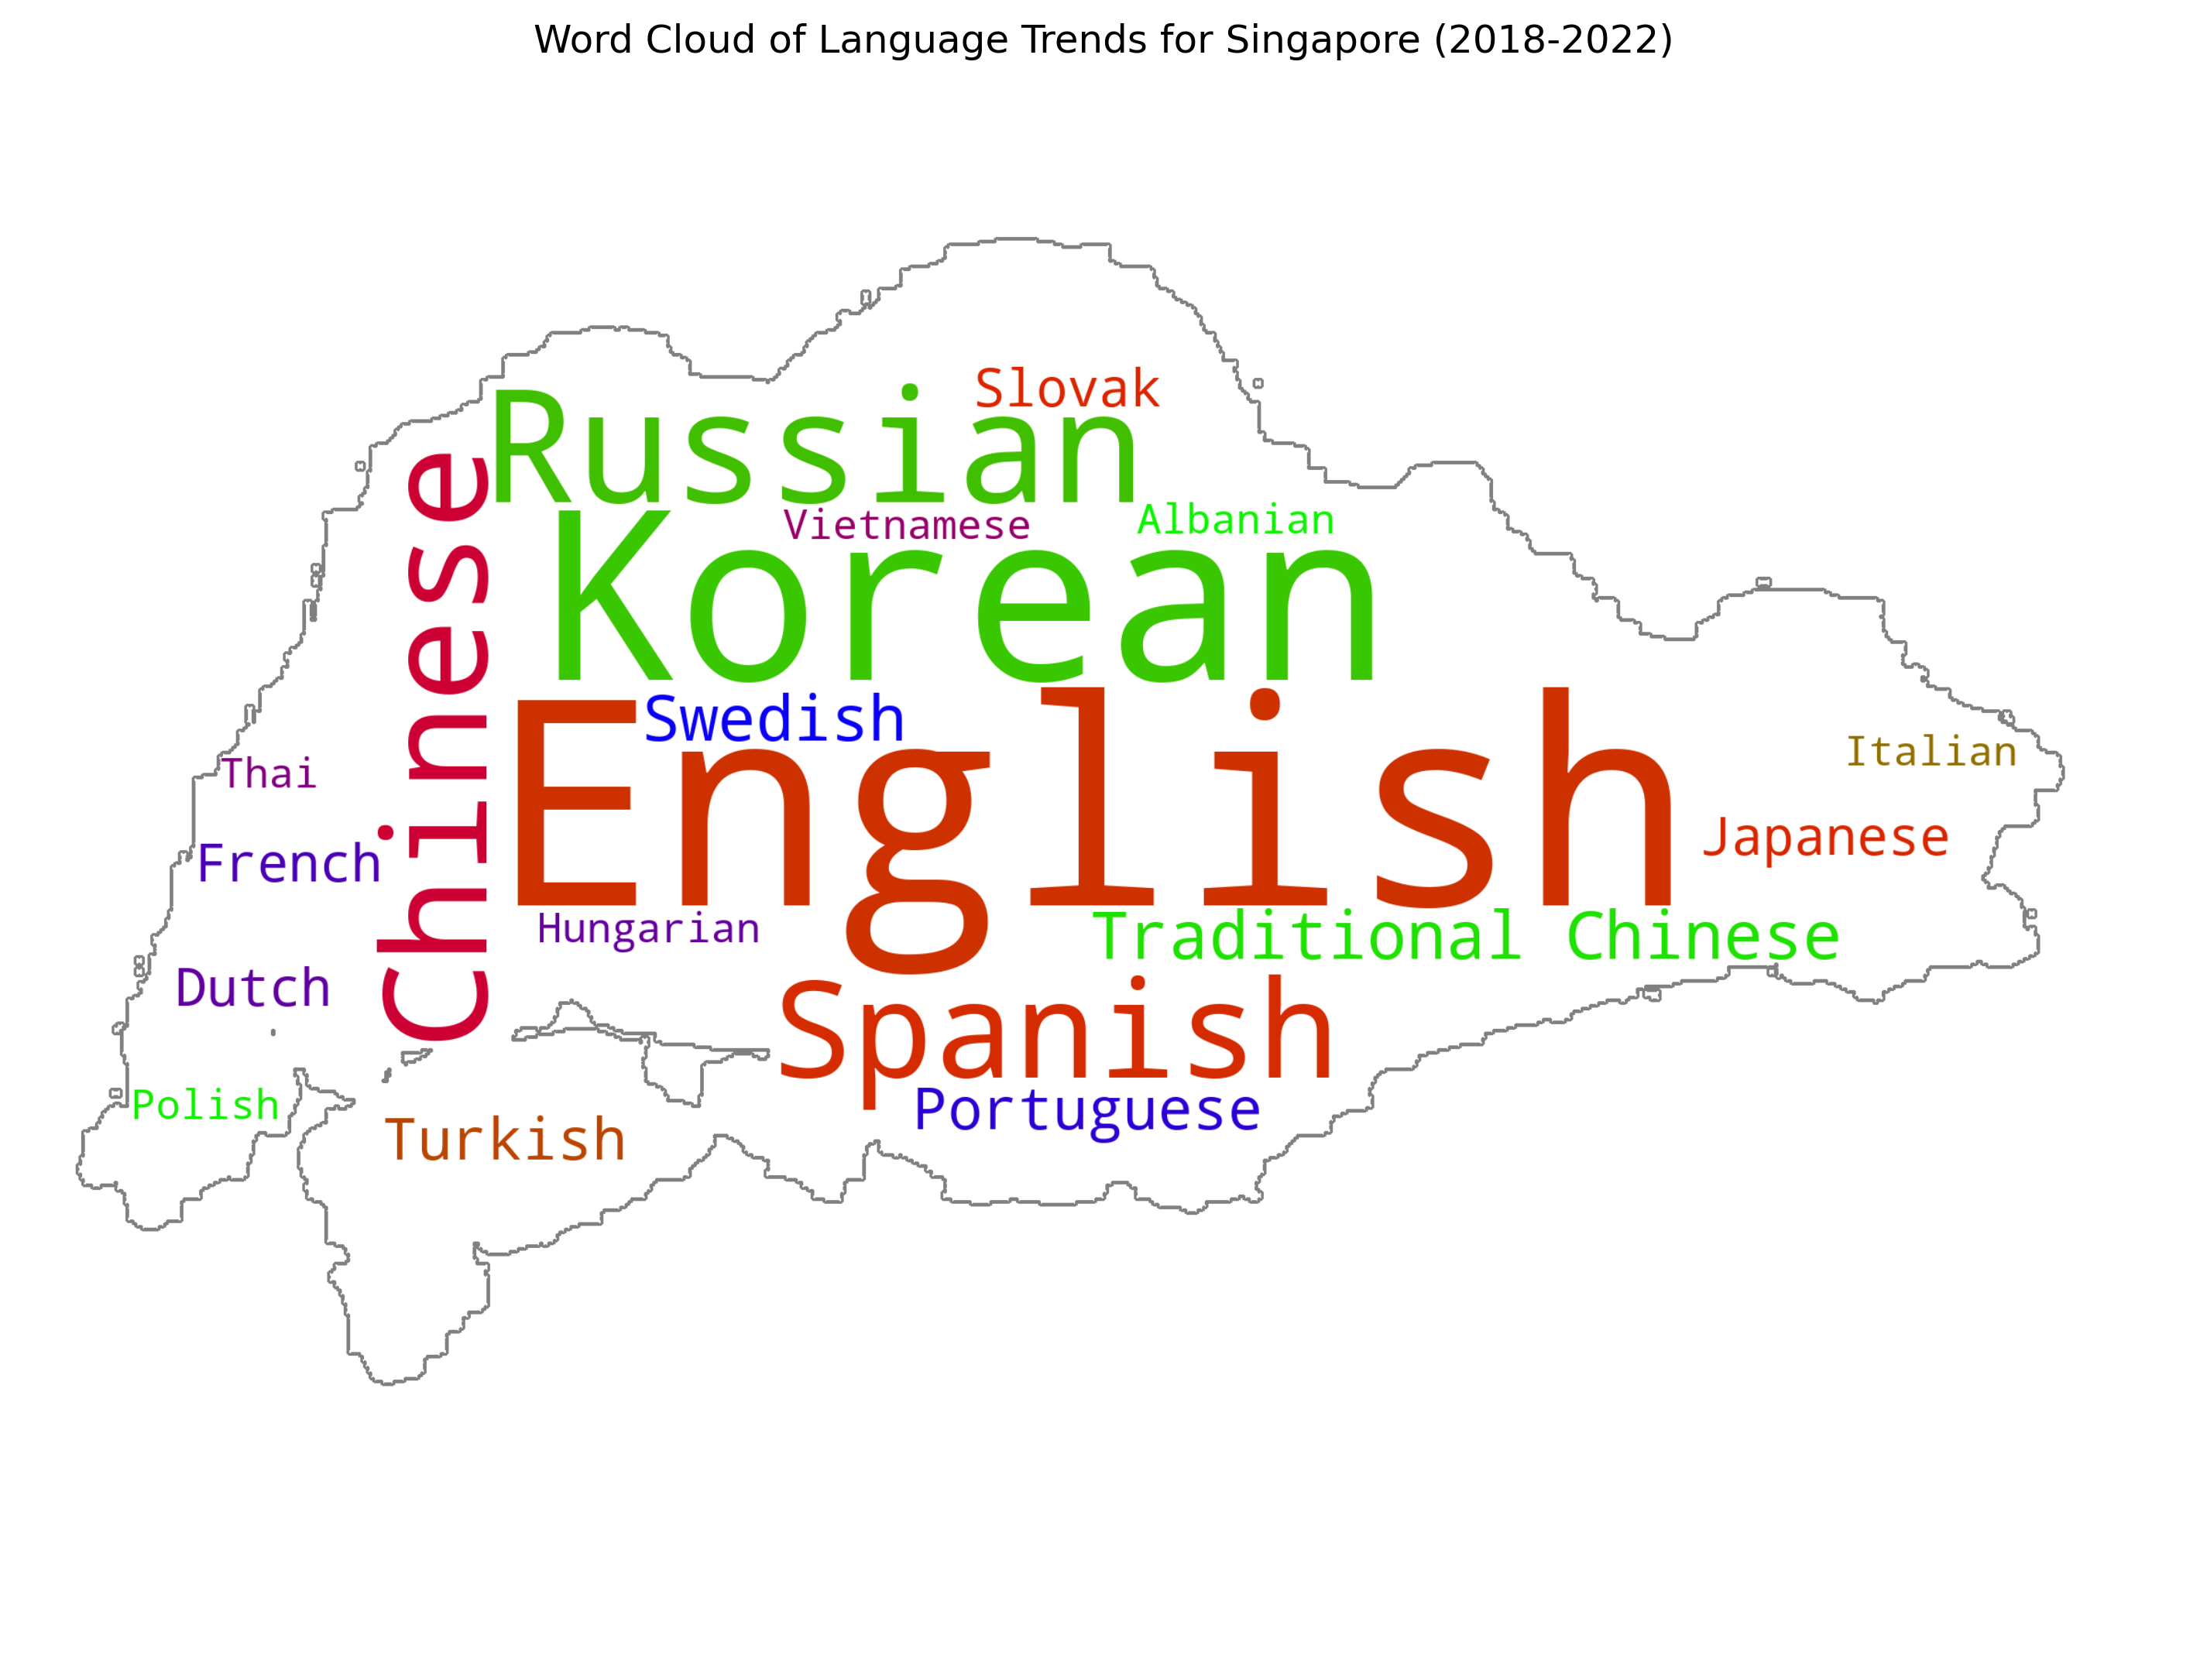 Word Cloud of Language Trends for Singapore (2018-2022)
Slovak
Russian
Vietnamese
Albanian
Korean
Chinese
Swedish
English
Italian
Thai
Japanese
French
Hungarian
Traditional Chinese
Dutch
Spanish
Polish
Portuguese
Turkish